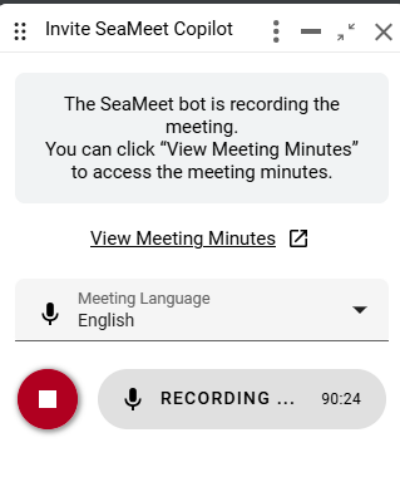 Invite SeaMeet Copilot
The SeaMeet bot is recording the
meeting.
You can click “View Meeting Minutes”
to access the meeting minutes.
View Meeting Minutes
Meeting Language
English
RECORDING ... 90:24